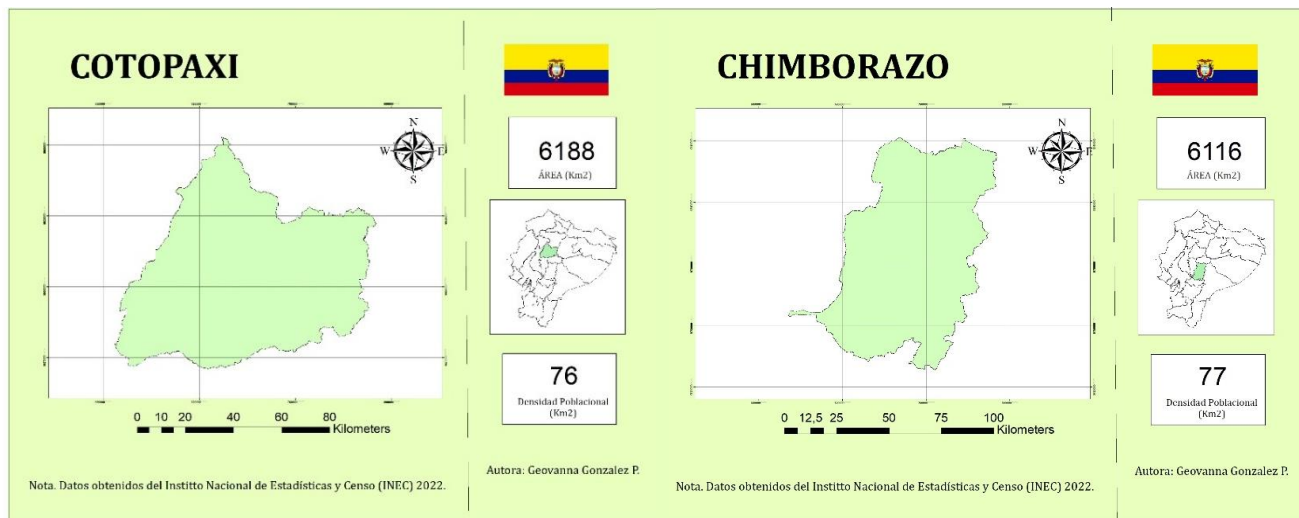 COTOPAXI
N
W E
S
0 10 20 40 60 80
Kilometers
Nota. Datos obtenidos del Institto Nacional de Estadísticas y Censo (INEC) 2022.
6188
ÁREA (Km2)
76
Densidad Poblacional
(Km2)
Autora: Geovanna Gonzalez P.
CHIMBORAZO
N
W E
S
0 12,5 25 50 75 100
Kilometers
Nota. Datos obtenidos del Institto Nacional de Estadísticas y Censo (INEC) 2022.
6116
ÁREA (Km2)
77
Densidad Poblacional
(Km2)
Autora: Geovanna Gonzalez P.